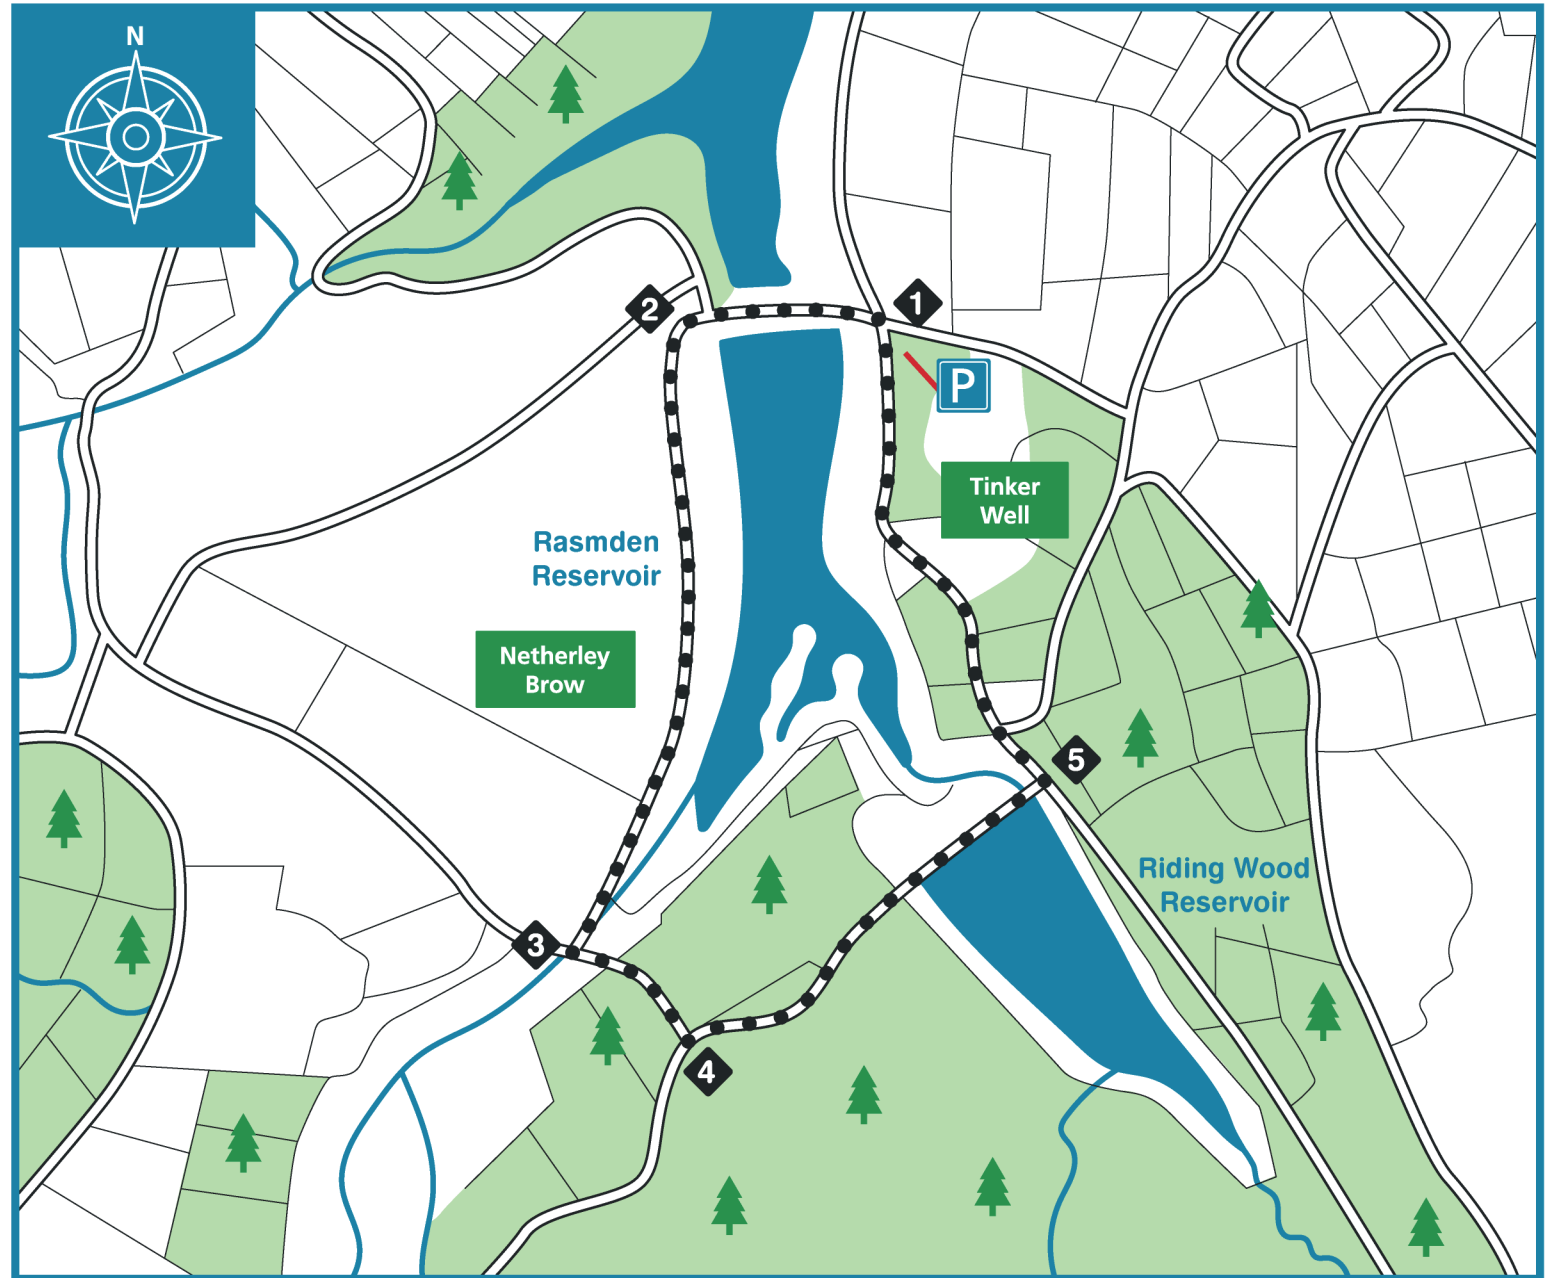 N
1
2
P
Tinker
Well
Rasmden
Reservoir
Netherley
Brow
5
Riding Wood
Reservoir
3
4